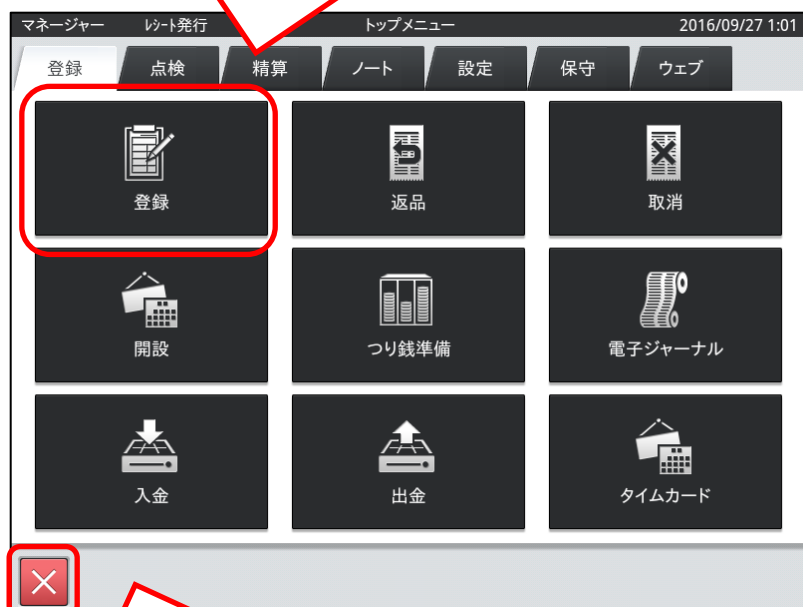 マネージャー レシート発行 トップメニュー 2016/09/27 1:01
登録 点検 精算 ノート 設定 保守 ウェブ
登録 返品 取消
開設 つり銭準備 電子ジャーナル
入金 出金 タイムカード